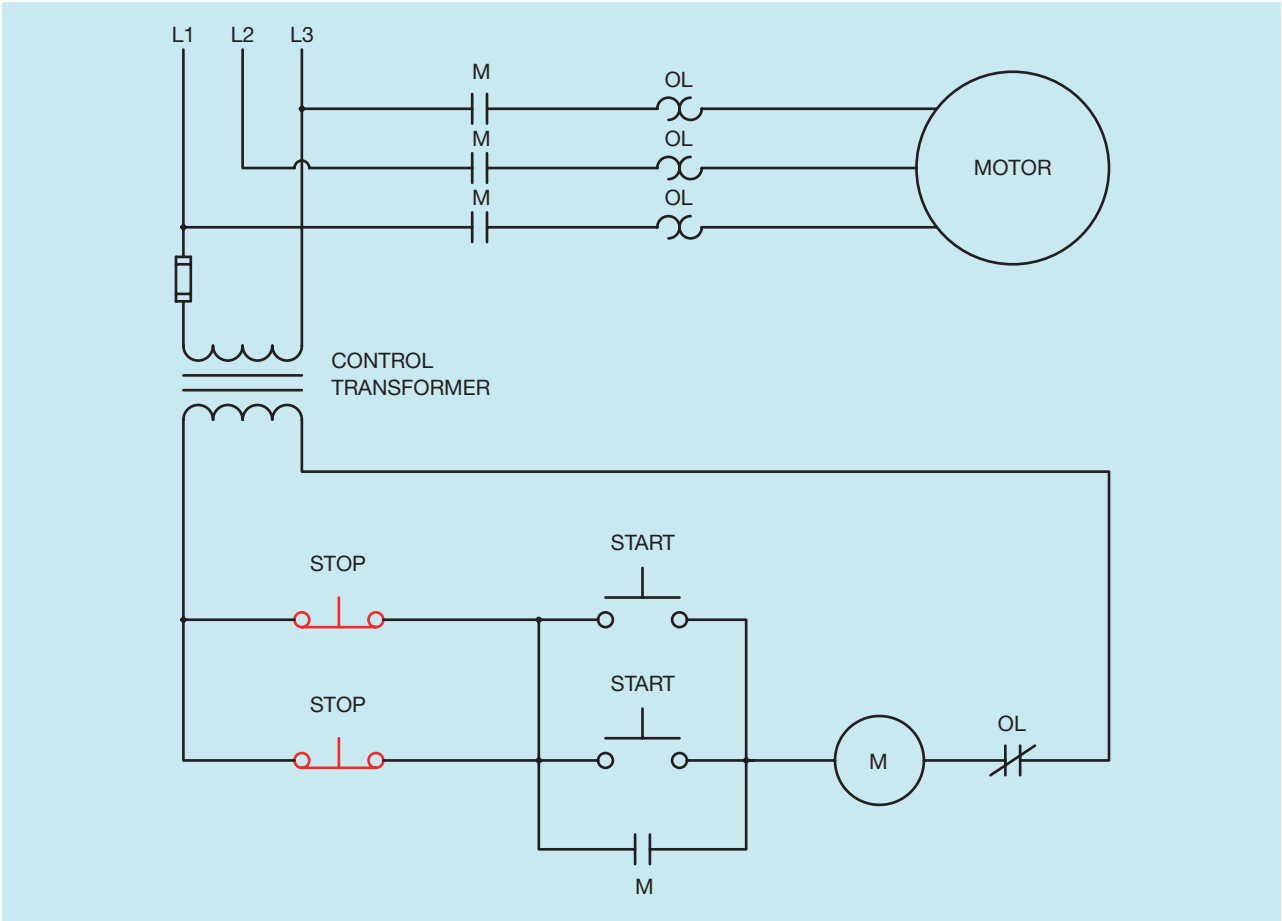 L1 L2 L3
M OL
M OL
MOTOR
M OL
CONTROL
TRANSFORMER
START
STOP
START
STOP
OL
M
M